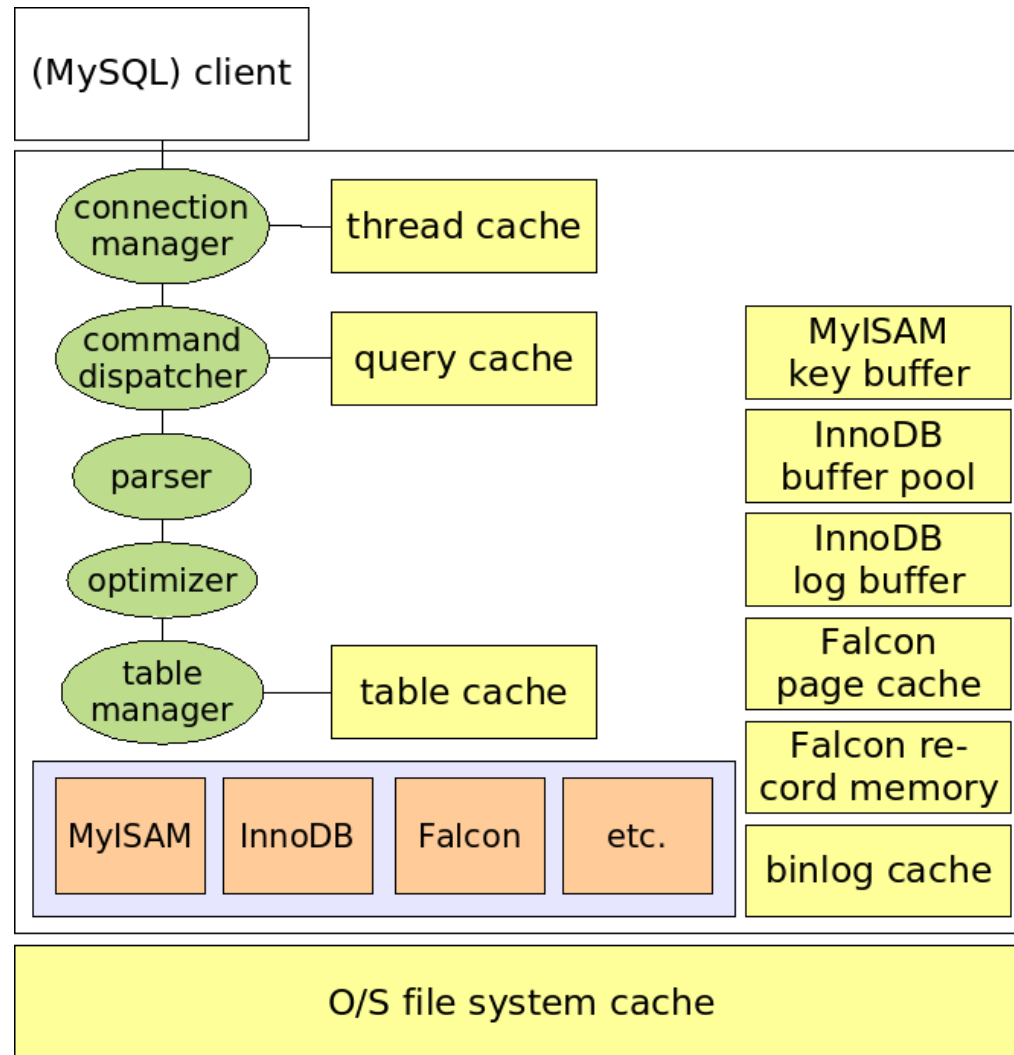 (MySQL) client
connection
manager
thread cache
command
dispatcher
query cache
parser
optimizer
table
manager
table cache
MyISAM
InnoDB
Falcon
etc.
MyISAM
key buffer
InnoDB
buffer pool
InnoDB
log buffer
Falcon
page cache
Falcon re-
cord memory
binlog cache
O/S file system cache